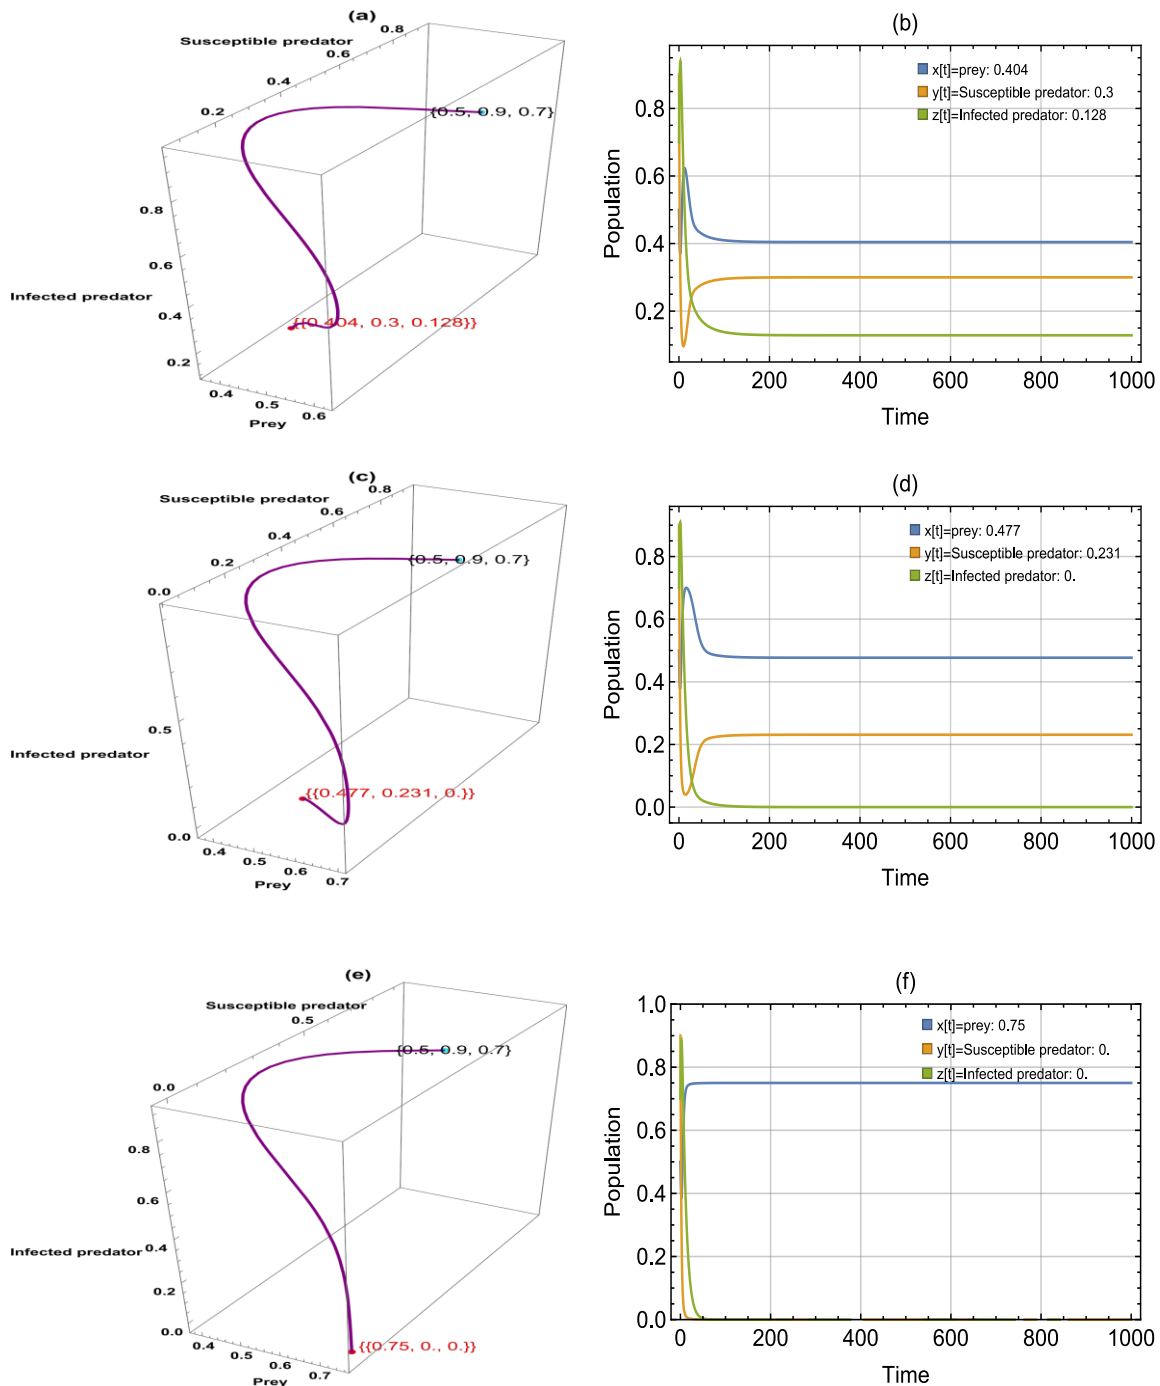 (a)
Susceptible predator
0.2
0.4
0.6
0.8
{0.5, 0.9, 0.7}
0.8
0.6
Infected predator
0.4
0.2
{{0.404, 0.3, 0.128}}
0.4
0.5
0.6
Prey
(b)
x[t]=prey: 0.404
y[t]=Susceptible predator: 0.3
z[t]=Infected predator: 0.128
Population
0.8
0.6
0.4
0.2
0 200 400 600 800 1000
Time
(c)
Susceptible predator
0.0
0.2
0.4
0.6
0.8
{0.5, 0.9, 0.7}
0.0
0.5
Infected predator
0.0
{{0.477, 0.231, 0.}}
0.4
0.5
0.6
0.7
Prey
(d)
x[t]=prey: 0.477
y[t]=Susceptible predator: 0.231
z[t]=Infected predator: 0.
Population
0.8
0.6
0.4
0.2
0.0
0 200 400 600 800 1000
Time
(e)
Susceptible predator
0.0
0.5
{0.5, 0.9, 0.7}
0.8
0.6
Infected predator
0.4
0.2
0.0
{{0.75, 0., 0.}}
0.4
0.5
0.6
0.7
Prey
(f)
x[t]=prey: 0.75
y[t]=Susceptible predator: 0.
z[t]=Infected predator: 0.
Population
1.0
0.8
0.6
0.4
0.2
0.0
0 200 400 600 800 1000
Time